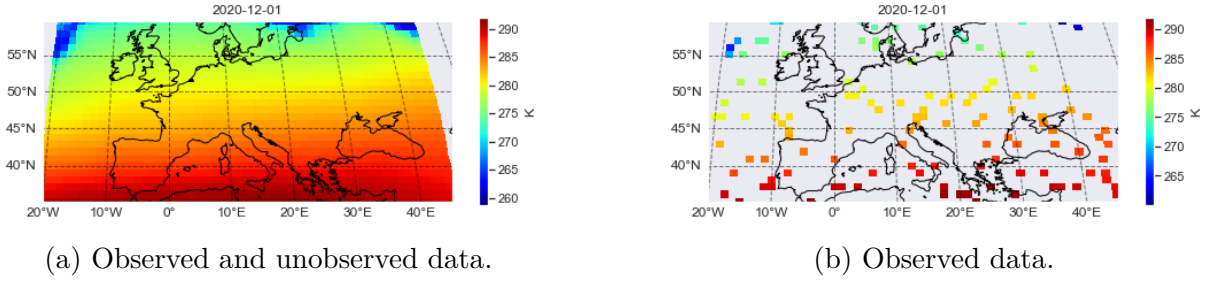 2020-12-01
55°N
50°N
45°N
40°N
20°W
10°W
0°
10°E
20°E
30°E
40°E
290
285
280
275
270
265
260
K
(a) Observed and unobserved data.
2020-12-01
55°N
50°N
45°N
40°N
20°W
10°W
0°
10°E
20°E
30°E
40°E
290
285
280
275
270
265
K
(b) Observed data.